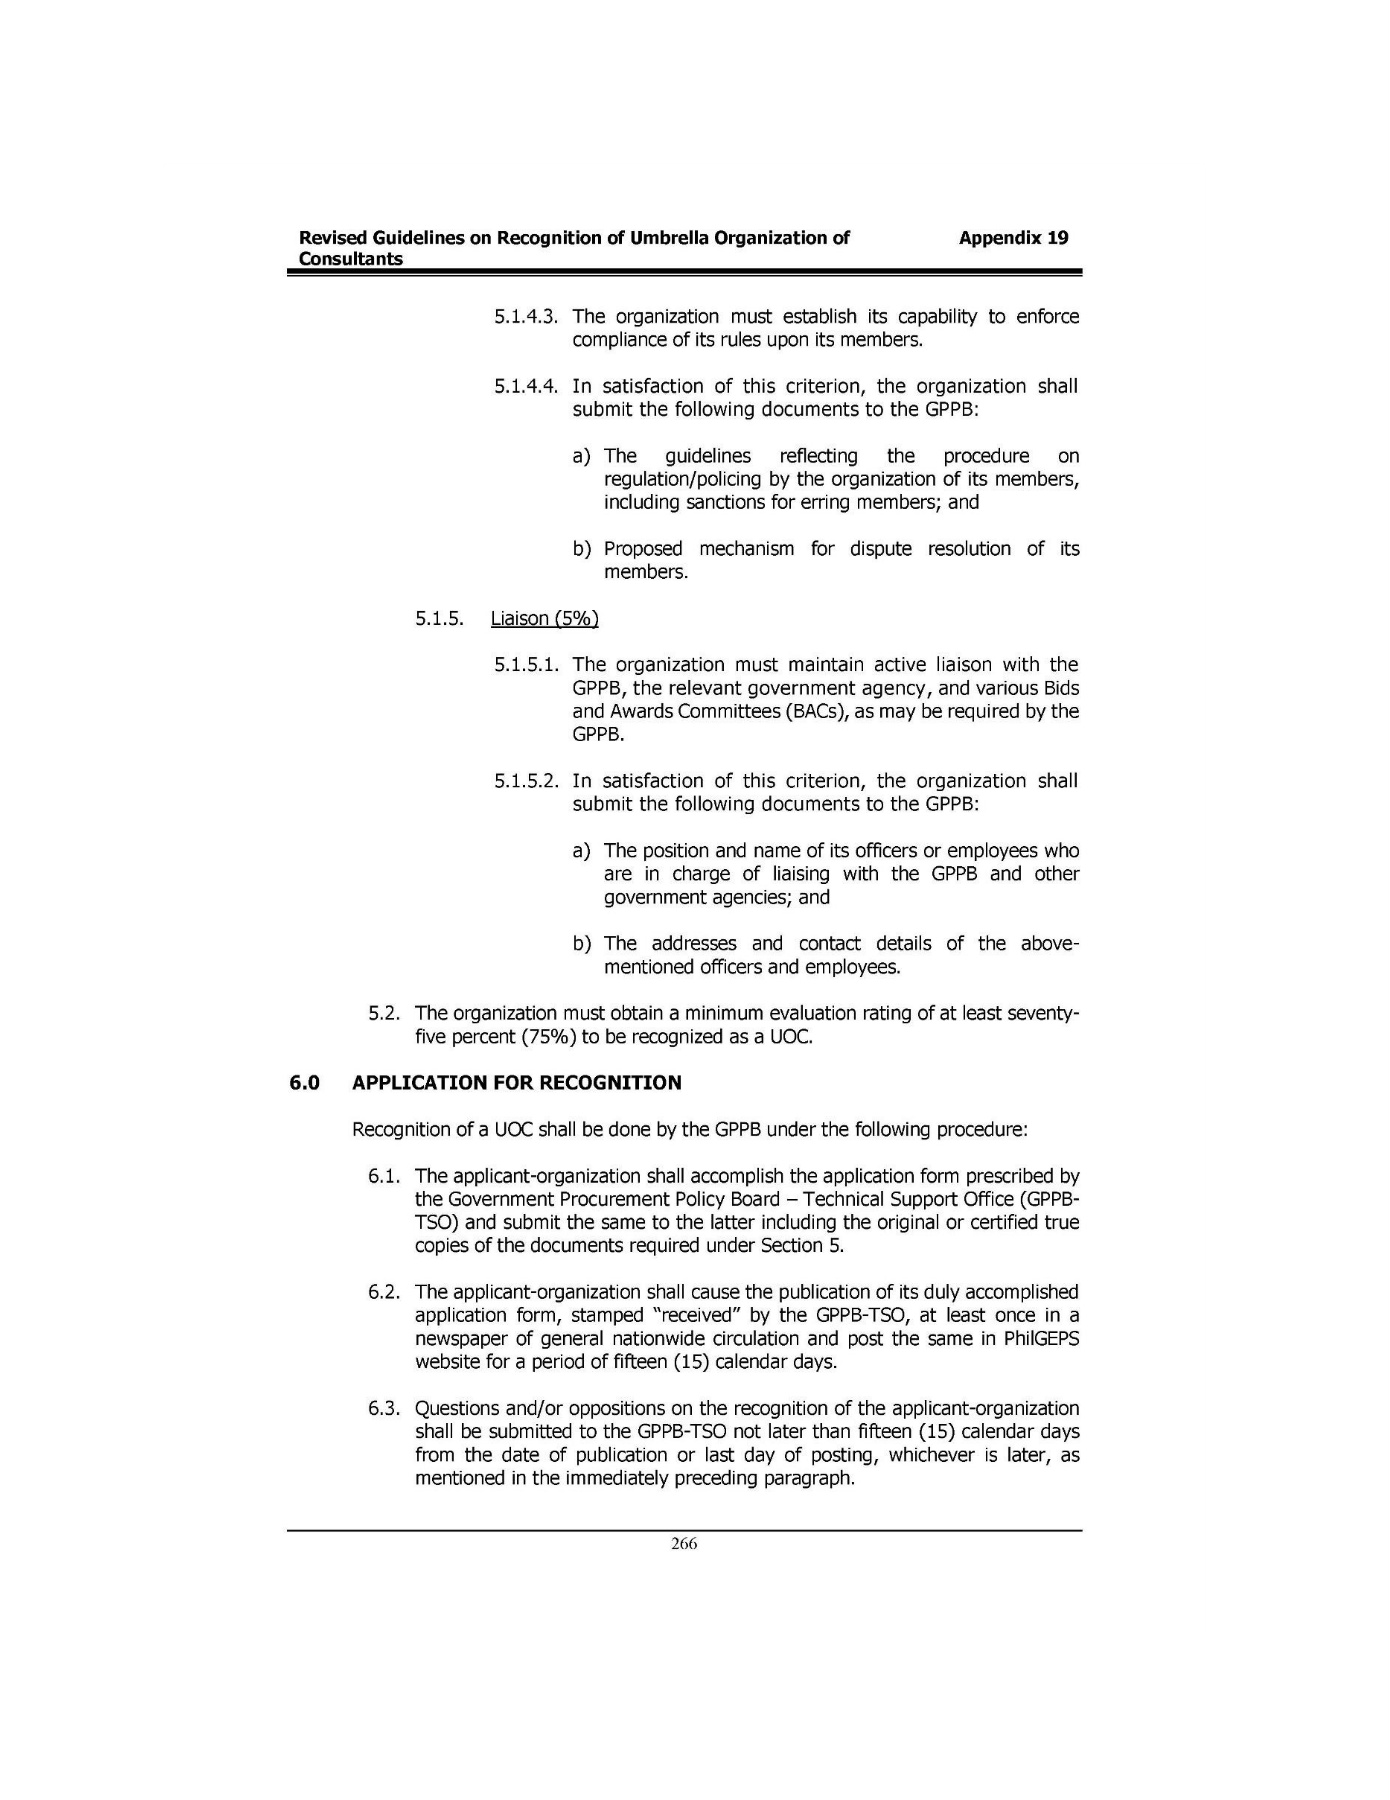 Revised Guidelines on Recognition of Umbrella Organization of Appendix 19
Consultants
5.1.4.3. The organization must establish its capability to enforce
compliance of its rules upon its members.
5.1.4.4. In satisfaction of this criterion, the organization shall
submit the following documents to the GPPB:
a) The guidelines reflecting the procedure on
regulation/policing by the organization of its members,
including sanctions for erring members; and
b) Proposed mechanism for dispute resolution of its
members.
5.1.5. Liaison (5%)
5.1.5.1. The organization must maintain active liaison with the
GPPB, the relevant government agency, and various Bids
and Awards Committees (BACs), as may be required by the
GPPB.
5.1.5.2. In satisfaction of this criterion, the organization shall
submit the following documents to the GPPB:
a) The position and name of its officers or employees who
are in charge of liaising with the GPPB and other
government agencies; and
b) The addresses and contact details of the above-
mentioned officers and employees.
5.2. The organization must obtain a minimum evaluation rating of at least seventy-
five percent (75%) to be recognized as a UOC.
6.0 APPLICATION FOR RECOGNITION
Recognition of a UOC shall be done by the GPPB under the following procedure:
6.1. The applicant-organization shall accomplish the application form prescribed by
the Government Procurement Policy Board – Technical Support Office (GPPB-
TSO) and submit the same to the latter including the original or certified true
copies of the documents required under Section 5.
6.2. The applicant-organization shall cause the publication of its duly accomplished
application form, stamped “received” by the GPPB-TSO, at least once in a
newspaper of general nationwide circulation and post the same in PhilGEPS
website for a period of fifteen (15) calendar days.
6.3. Questions and/or oppositions on the recognition of the applicant-organization
shall be submitted to the GPPB-TSO not later than fifteen (15) calendar days
from the date of publication or last day of posting, whichever is later, as
mentioned in the immediately preceding paragraph.
266